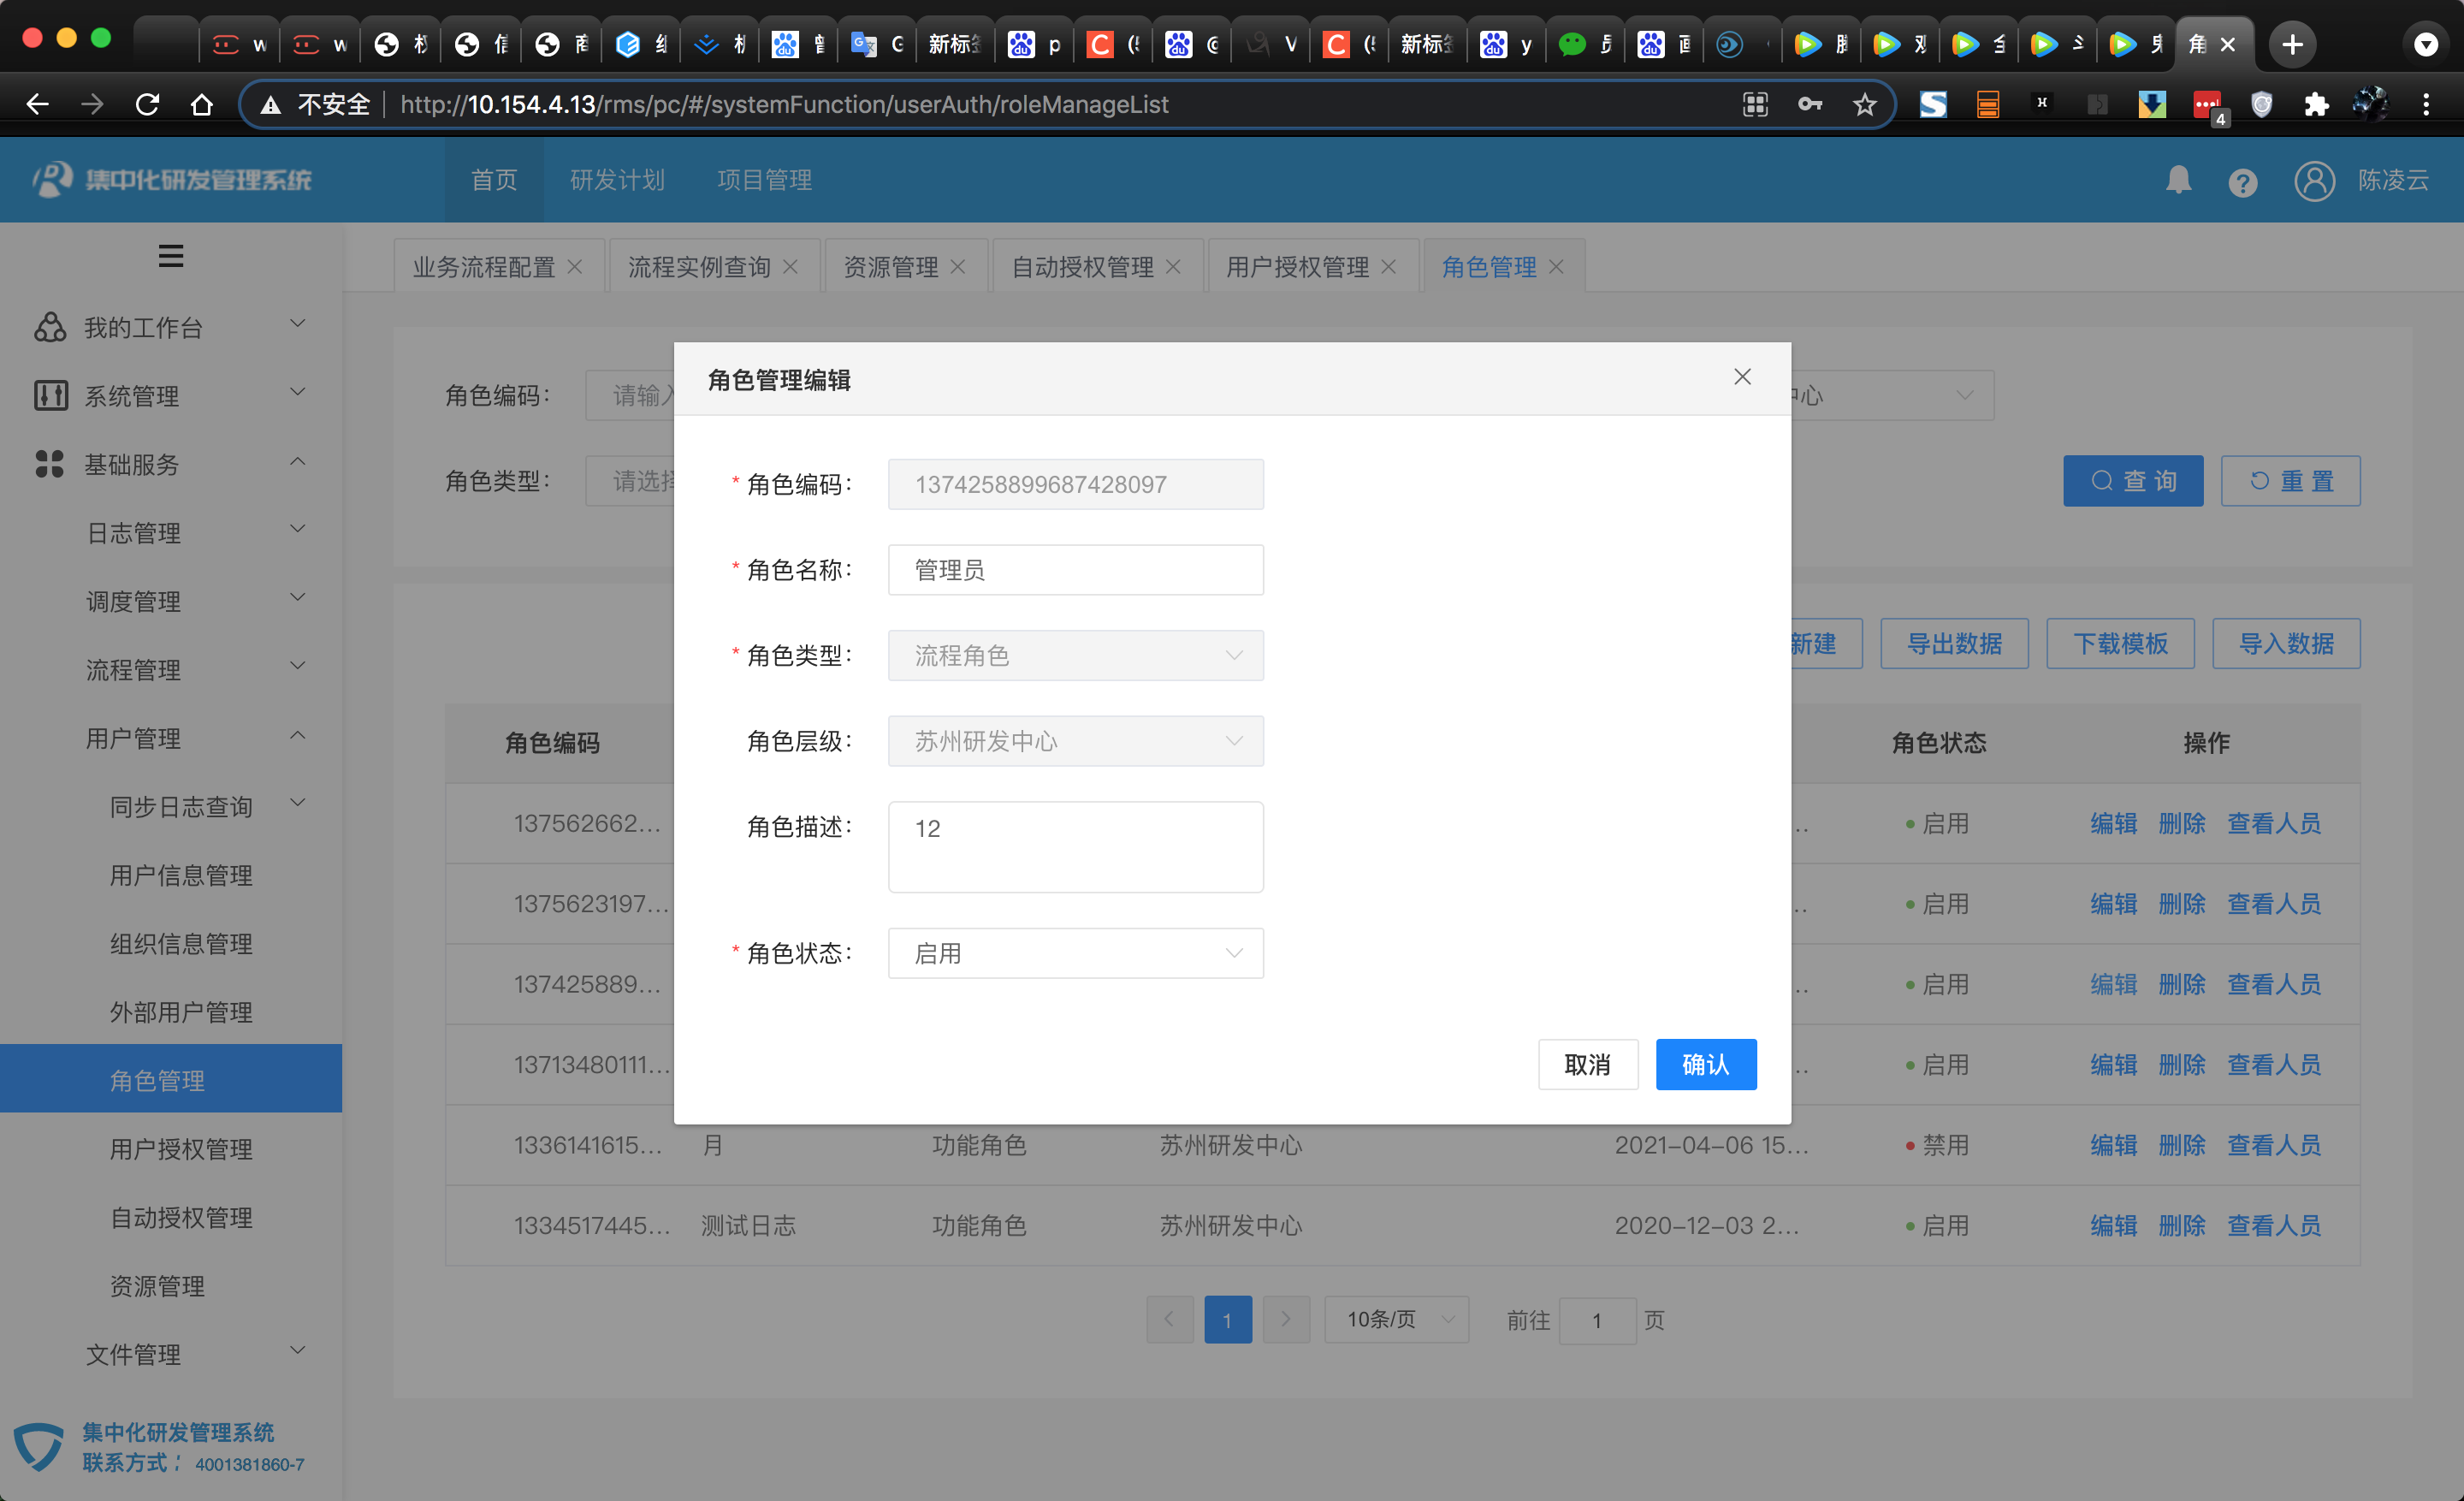 新标签
新标签
不安全 http://10.154.4.13/rms/pc/#/systemFunction/userAuth/roleManageList
4
集中化研发管理系统 首页 研发计划 项目管理 陈凌云
业务流程配置 流程实例查询 资源管理 自动授权管理 用户授权管理 角色管理
我的工作台
系统管理
基础服务
日志管理
调度管理
流程管理
用户管理
同步日志查询
用户信息管理
组织信息管理
外部用户管理
角色管理
用户授权管理
自动授权管理
资源管理
文件管理
集中化研发管理系统
联系方式: 4001381860-7
角色编码: 请输入 中心
角色类型: 请选择 查询 重置
新建 导出数据 下载模板 导入数据
角色管理编辑
* 角色编码: 1374258899687428097
* 角色名称: 管理员
* 角色类型: 流程角色
角色层级: 苏州研发中心
角色描述: 12
* 角色状态: 启用
取消 确认
角色编码 角色状态 操作
137562662... .. 启用 编辑 删除 查看人员
1375623197... .. 启用 编辑 删除 查看人员
137425889... .. 启用 编辑 删除 查看人员
13713480111... .. 启用 编辑 删除 查看人员
1336141615... 月 功能角色 苏州研发中心 2021-04-06 15... 禁用 编辑 删除 查看人员
1334517445... 测试日志 功能角色 苏州研发中心 2020-12-03 2... 启用 编辑 删除 查看人员
1 10条/页 前往 1 页